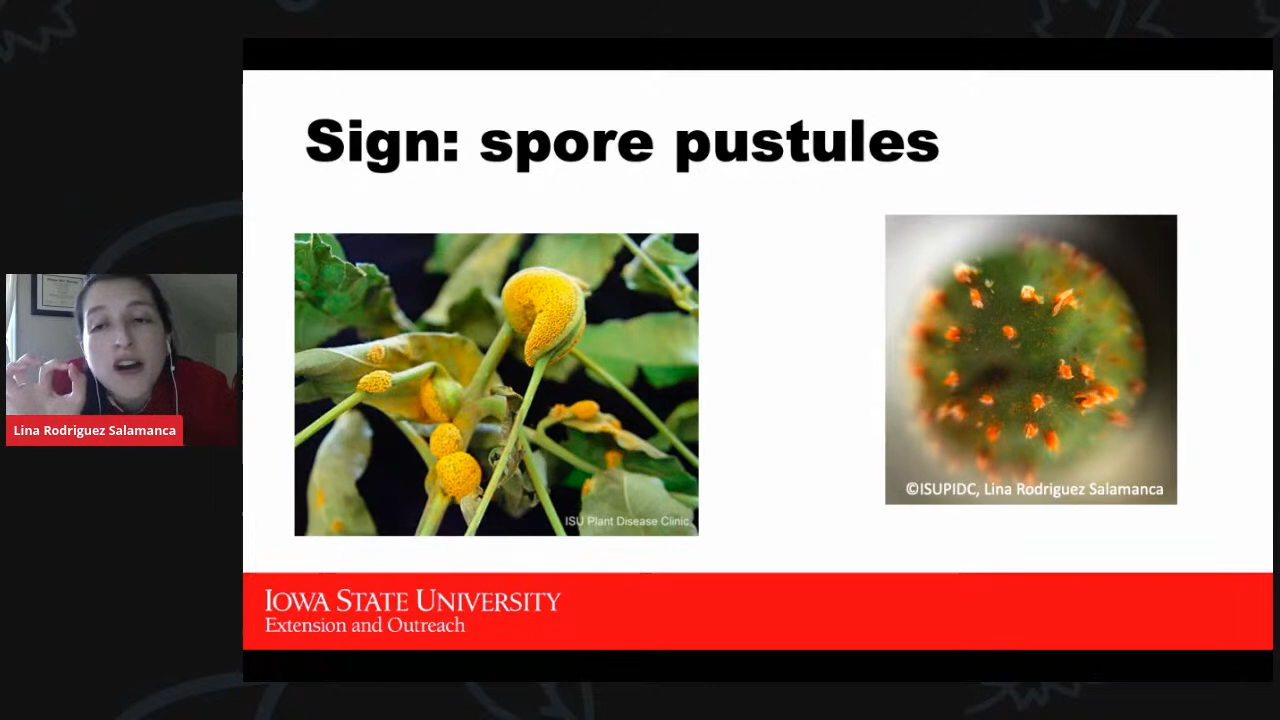 Sign: spore pustules
ISU Plant Disease Clinic
©ISUPIDC, Lina Rodriguez Salamanca
Lina Rodriguez Salamanca
IOWA STATE UNIVERSITY
Extension and Outreach